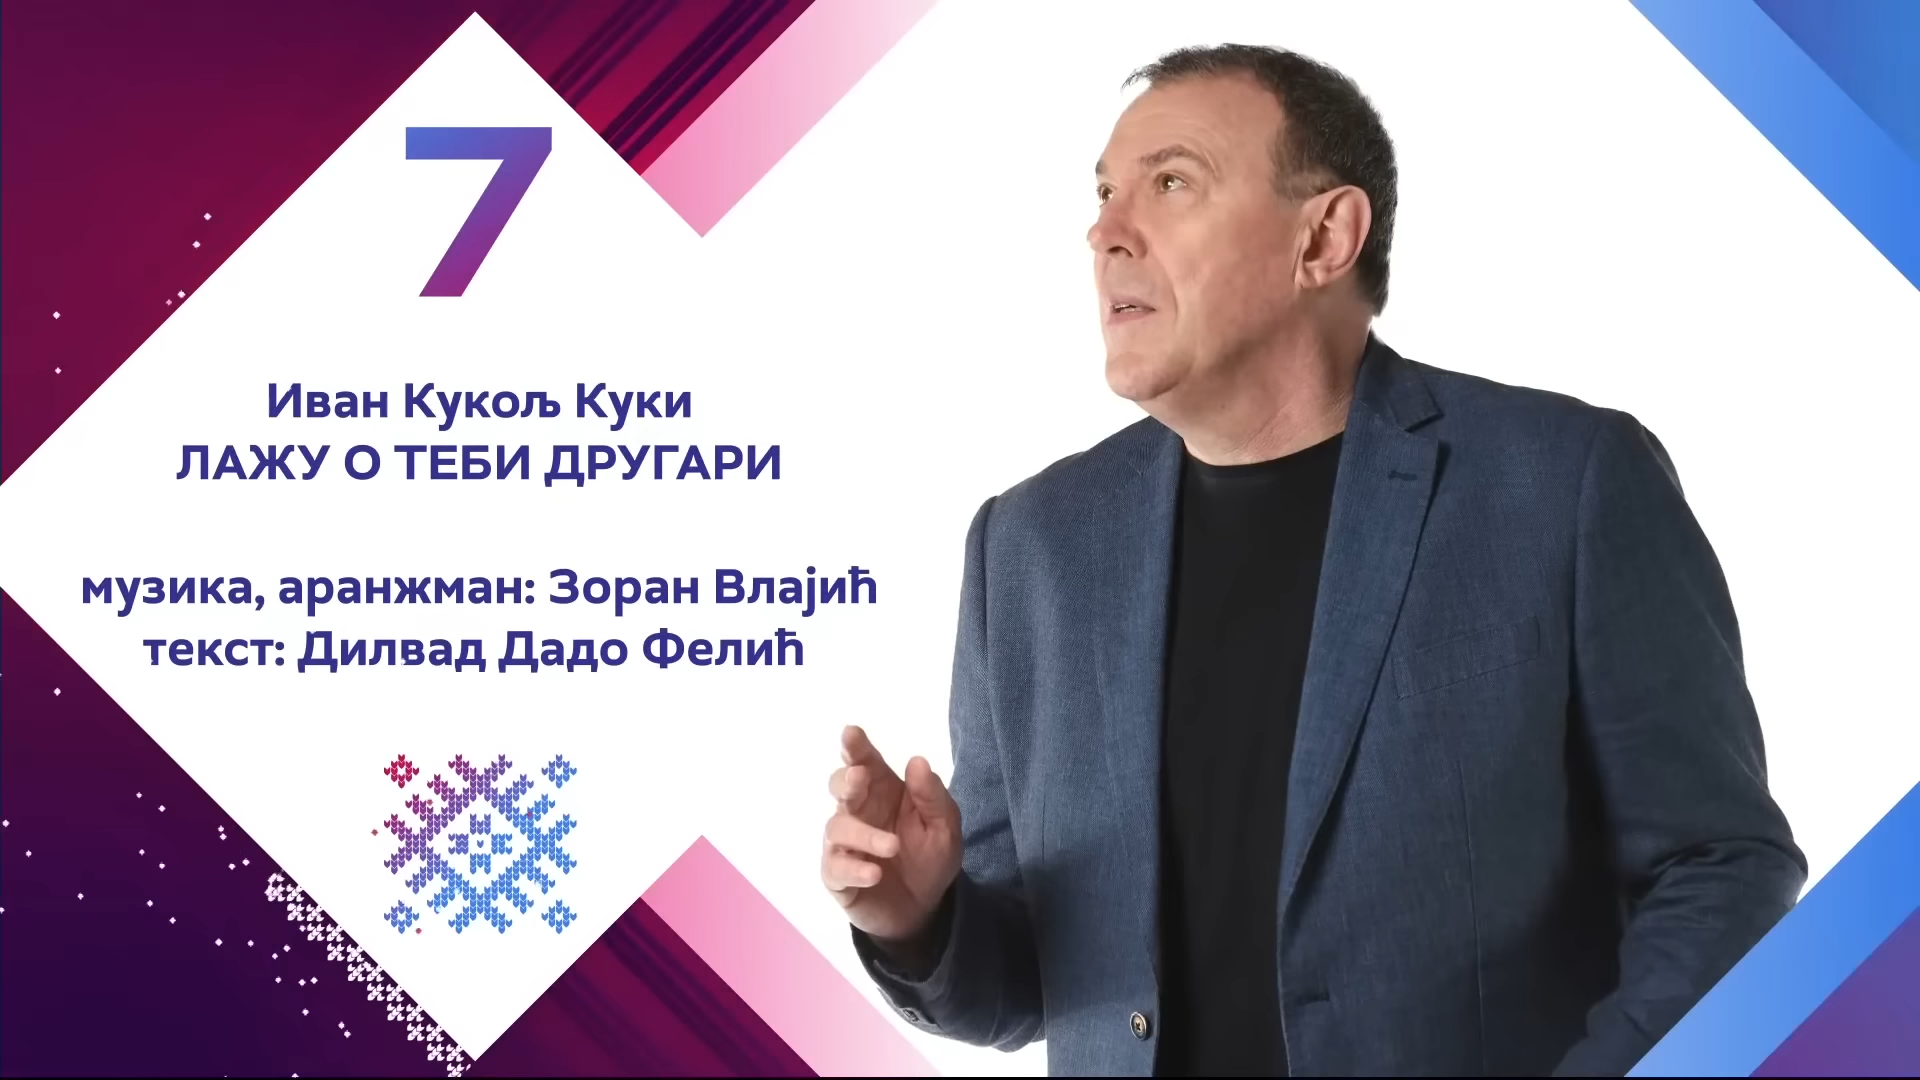 7
Иван Кукољ Куки
ЛАЖУ О ТЕБИ ДРУГАРИ
музика, аранжман: Зоран Влајић
текст: Дилвад Дадо Фелић